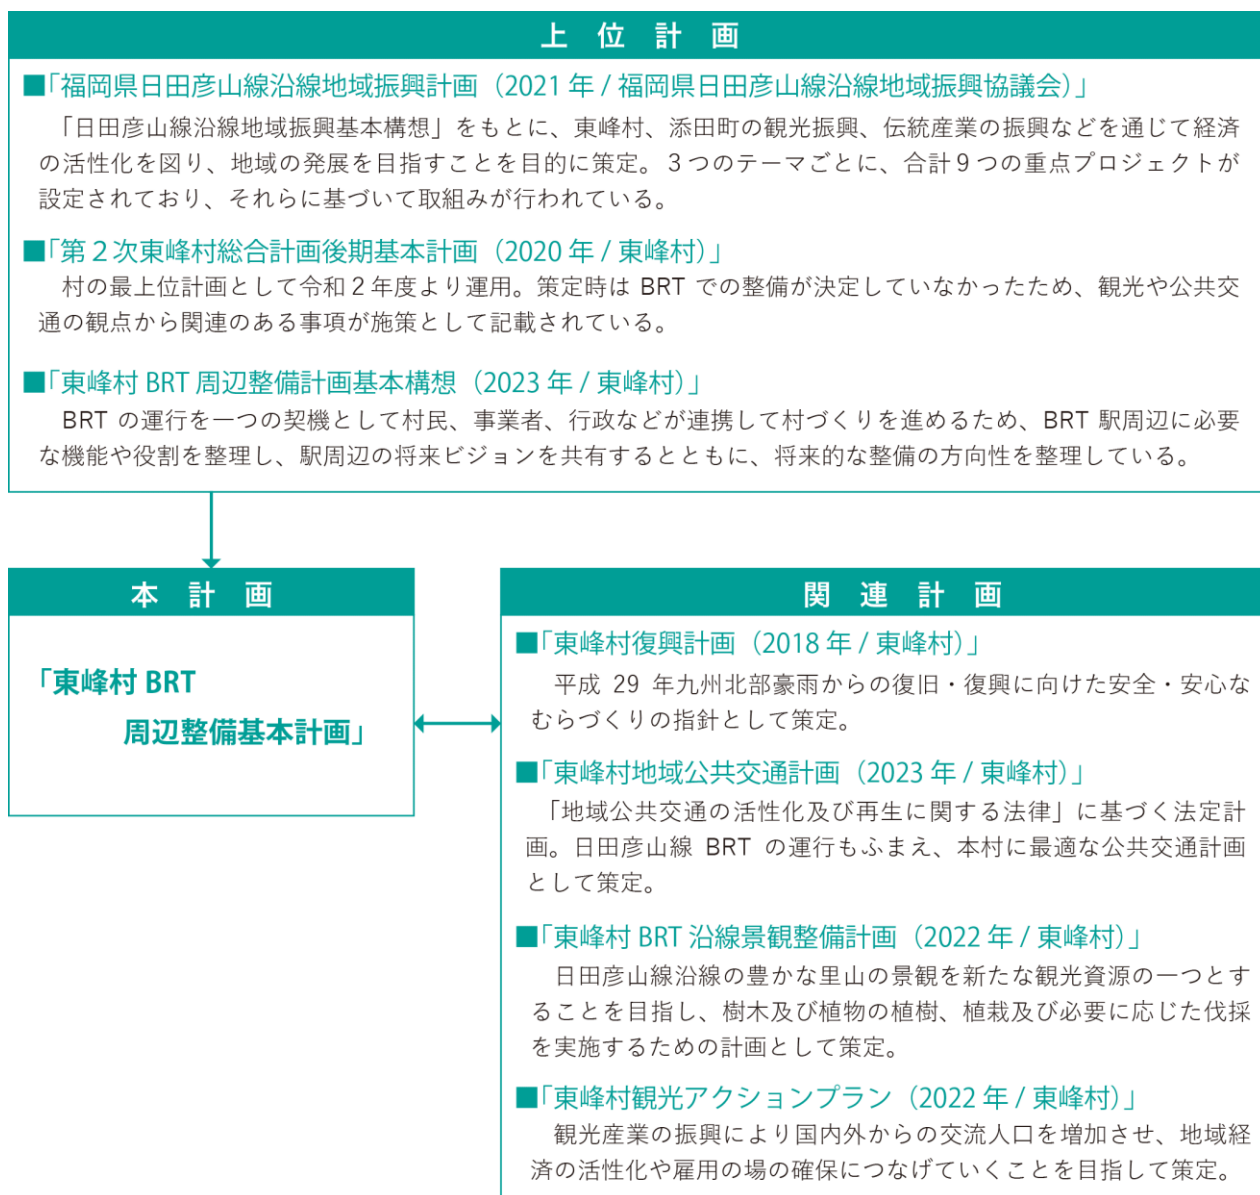 上位計画
■「福岡県日田彦山線沿線地域振興計画（2021年 / 福岡県日田彦山線沿線地域振興協議会）」
「日田彦山線沿線地域振興基本構想」をもとに、東峰村、添田町の観光振興、伝統産業の振興などを通じて経済
の活性化を図り、地域の発展を目指すことを目的に策定。３つのテーマごとに、合計９つの重点プロジェクトが
設定されており、それらに基づいて取組みが行われている。
■「第２次東峰村総合計画後期基本計画（2020年 / 東峰村）」
村の最上位計画として令和２年度より運用。策定時は BRT での整備が決定していなかったため、観光や公共交
通の観点から関連のある事項が施策として記載されている。
■「東峰村 BRT 周辺整備計画基本構想（2023年 / 東峰村）」
BRT の運行を一つの契機として村民、事業者、行政などが連携して村づくりを進めるため、BRT 駅周辺に必要
な機能や役割を整理し、駅周辺の将来ビジョンを共有するとともに、将来的な整備の方向性を整理している。
本計画
「東峰村 BRT
周辺整備基本計画」
関連計画
■「東峰村復興計画（2018年 / 東峰村）」
平成 29 年九州北部豪雨からの復旧・復興に向けた安全・安心な
むらづくりの指針として策定。
■「東峰村地域公共交通計画（2023年 / 東峰村）」
「地域公共交通の活性化及び再生に関する法律」に基づく法定計
画。日田彦山線 BRT の運行もふまえ、本村に最適な公共交通計画
として策定。
■「東峰村 BRT 沿線景観整備計画（2022年 / 東峰村）」
日田彦山線沿線の豊かな里山の景観を新たな観光資源の一つとす
ることを目指し、樹木及び植物の植樹、植栽及び必要に応じた伐採
を実施するための計画として策定。
■「東峰村観光アクションプラン（2022年 / 東峰村）」
観光産業の振興により国内外からの交流人口を増加させ、地域経
済の活性化や雇用の場の確保につなげていくことを目指して策定。